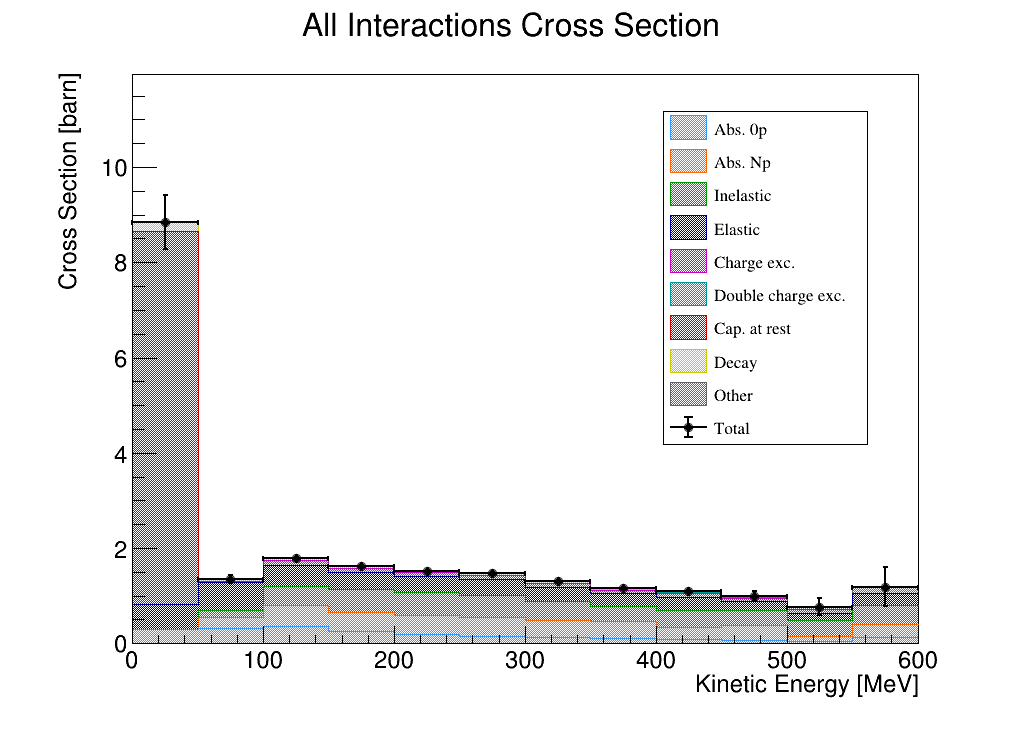 All Interactions Cross Section
Cross Section [barn]
10
8
6
4
2
0
Abs. 0p
Abs. Np
Inelastic
Elastic
Charge exc.
Double charge exc.
Cap. at rest
Decay
Other
Total
0 100 200 300 400 500 600
Kinetic Energy [MeV]